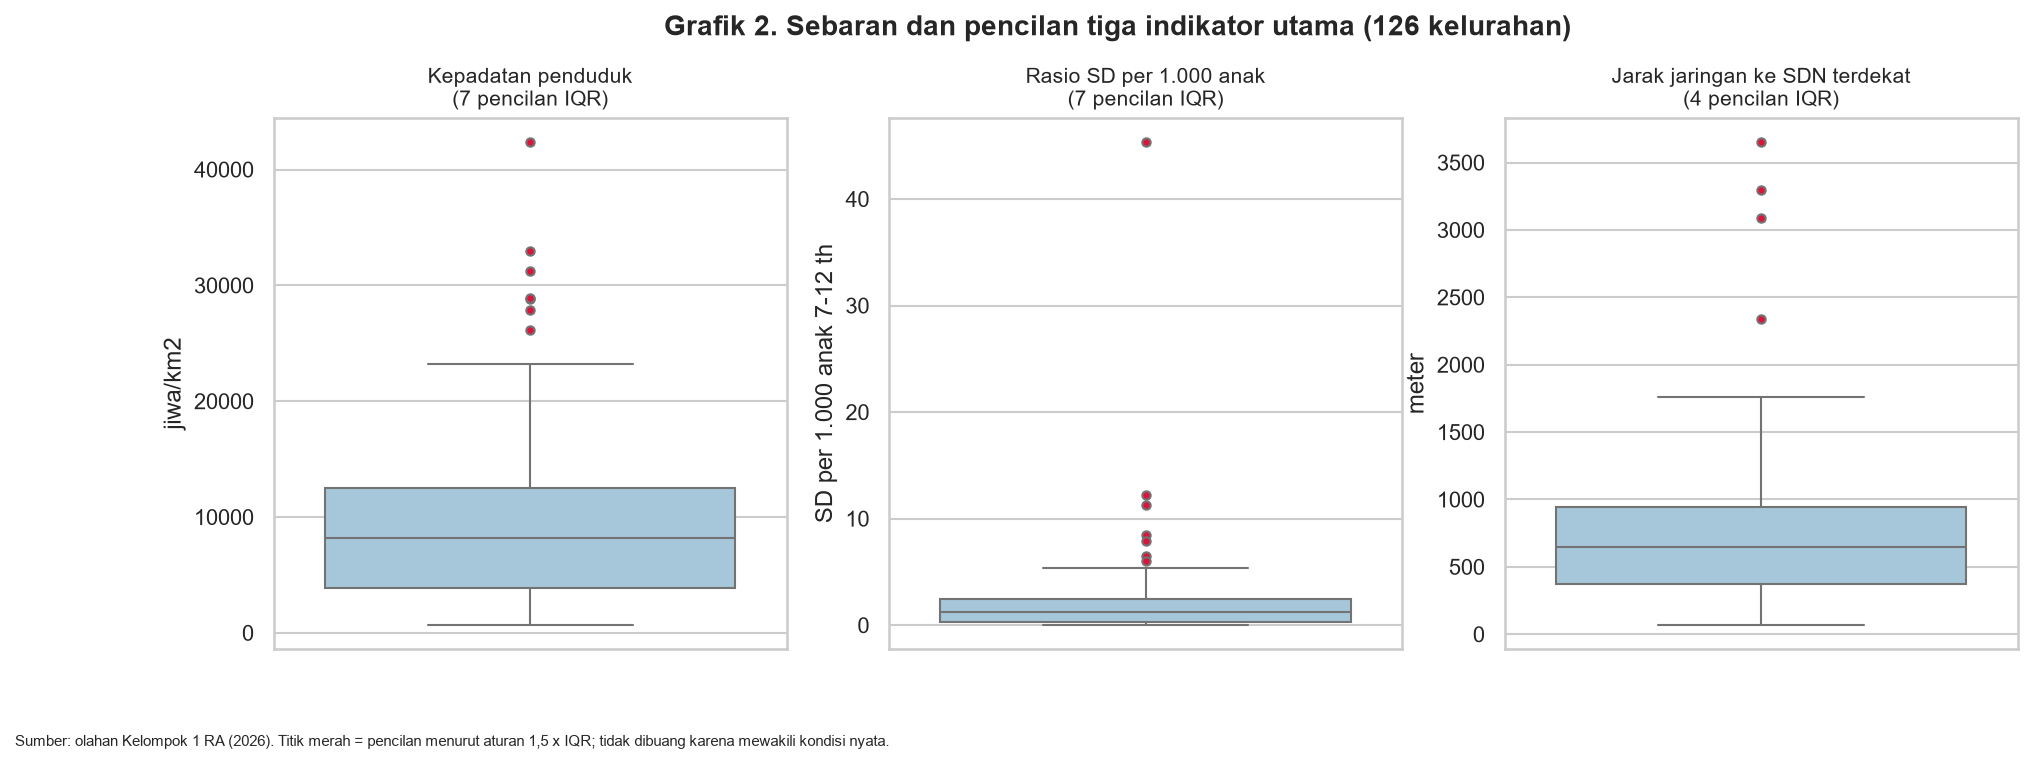 Grafik 2. Sebaran dan pencilan tiga indikator utama (126 kelurahan)
Kepadatan penduduk
(7 pencilan IQR)
jiwa/km2
40000
30000
20000
10000
0
Rasio SD per 1.000 anak
(7 pencilan IQR)
SD per 1.000 anak 7-12 th
40
30
20
10
0
Jarak jaringan ke SDN terdekat
(4 pencilan IQR)
meter
3500
3000
2500
2000
1500
1000
500
0
Sumber: olahan Kelompok 1 RA (2026). Titik merah = pencilan menurut aturan 1,5 x IQR; tidak dibuang karena mewakili kondisi nyata.